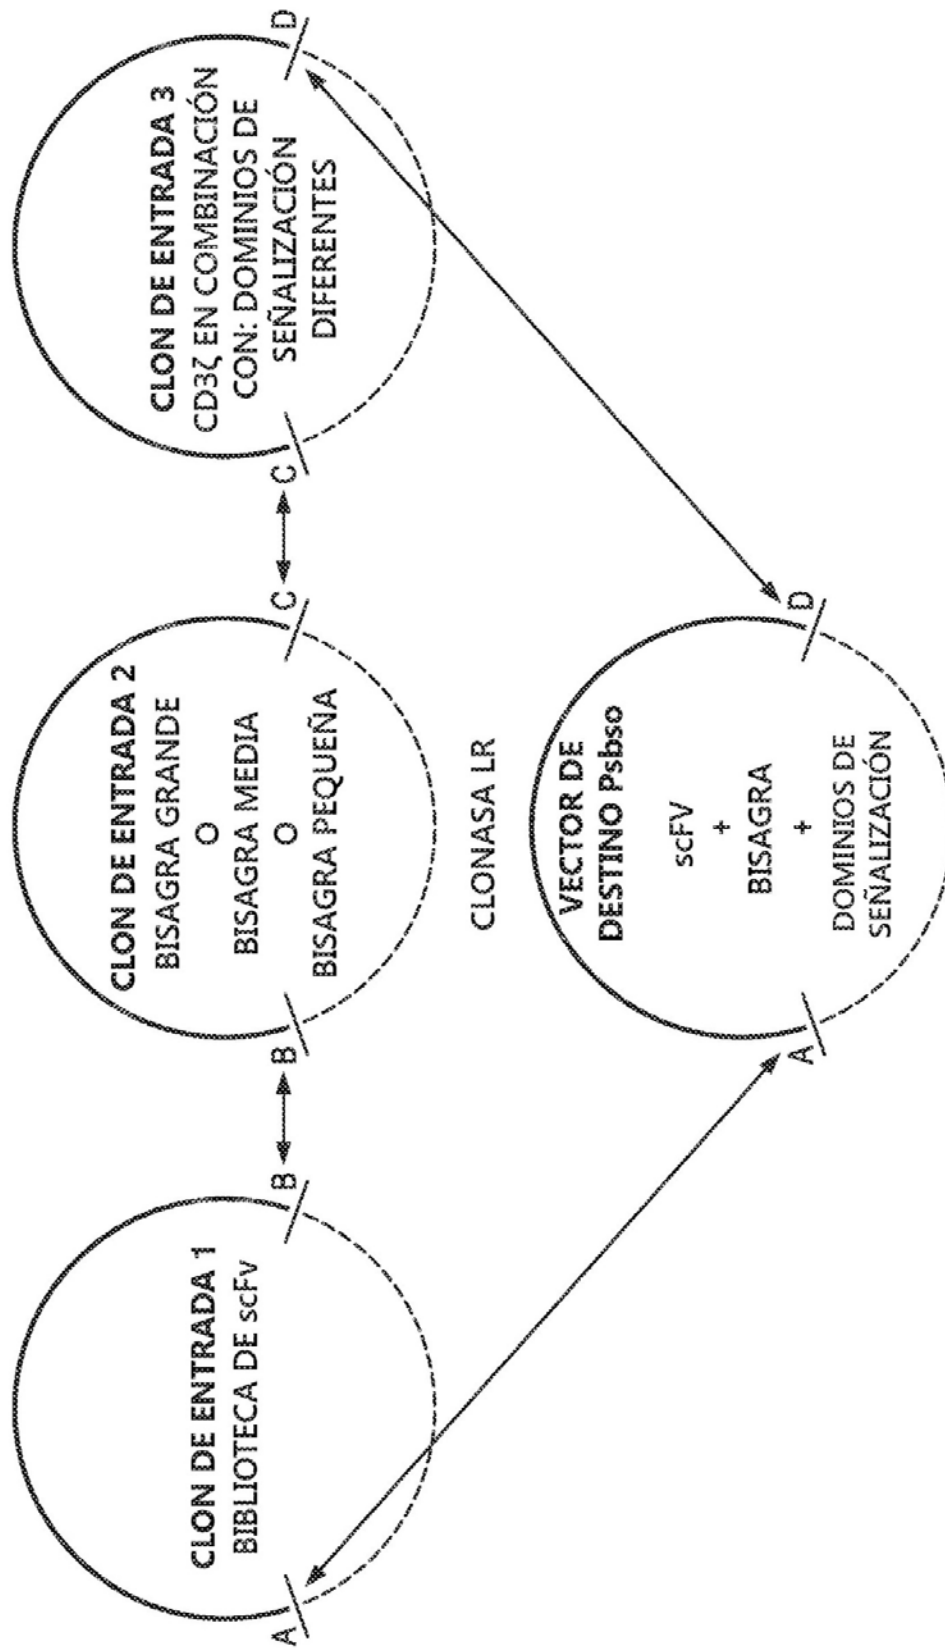 CLON DE ENTRADA 1
BIBLIOTECA DE scFv
A
B
CLON DE ENTRADA 2
BISAGRA GRANDE
O
BISAGRA MEDIA
O
BISAGRA PEQUEÑA
B
C
CLON DE ENTRADA 3
CD3ζ EN COMBINACIÓN
CON: DOMINIOS DE
SEÑALIZACIÓN
DIFERENTES
C
D
CLONASA LR
VECTOR DE
DESTINO Psbso
scFV
+
BISAGRA
+
DOMINIOS DE
SEÑALIZACIÓN
A
D